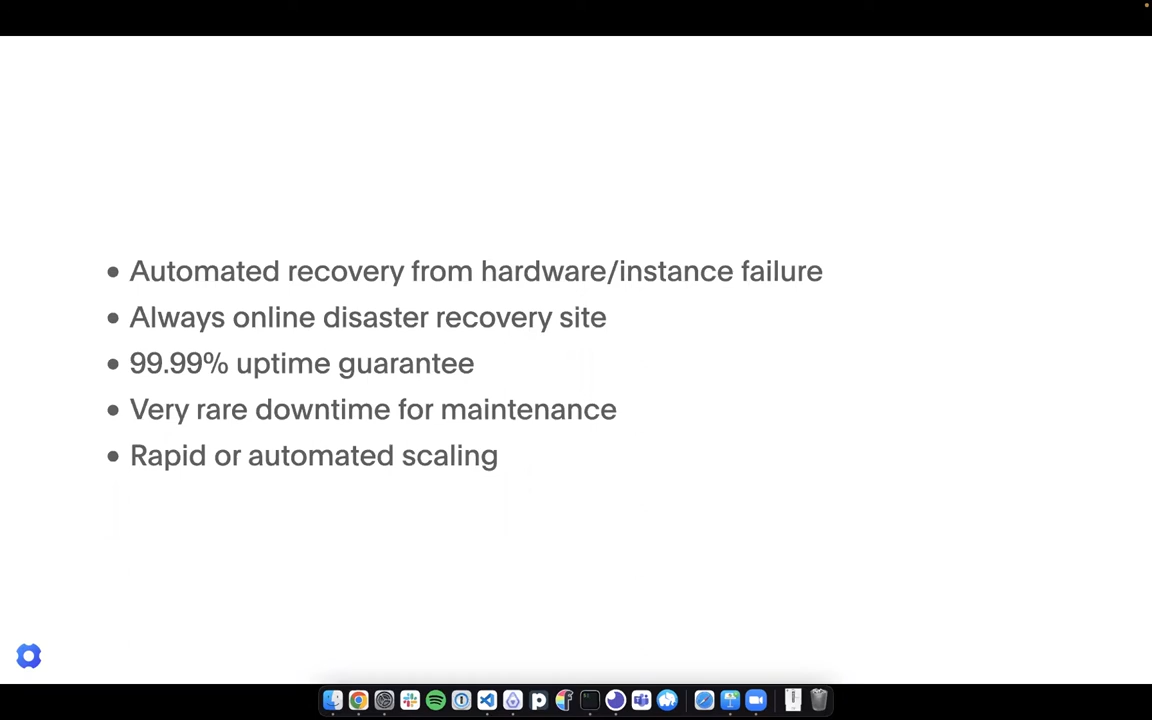 • Automated recovery from hardware/instance failure
• Always online disaster recovery site
• 99.99% uptime guarantee
• Very rare downtime for maintenance
• Rapid or automated scaling